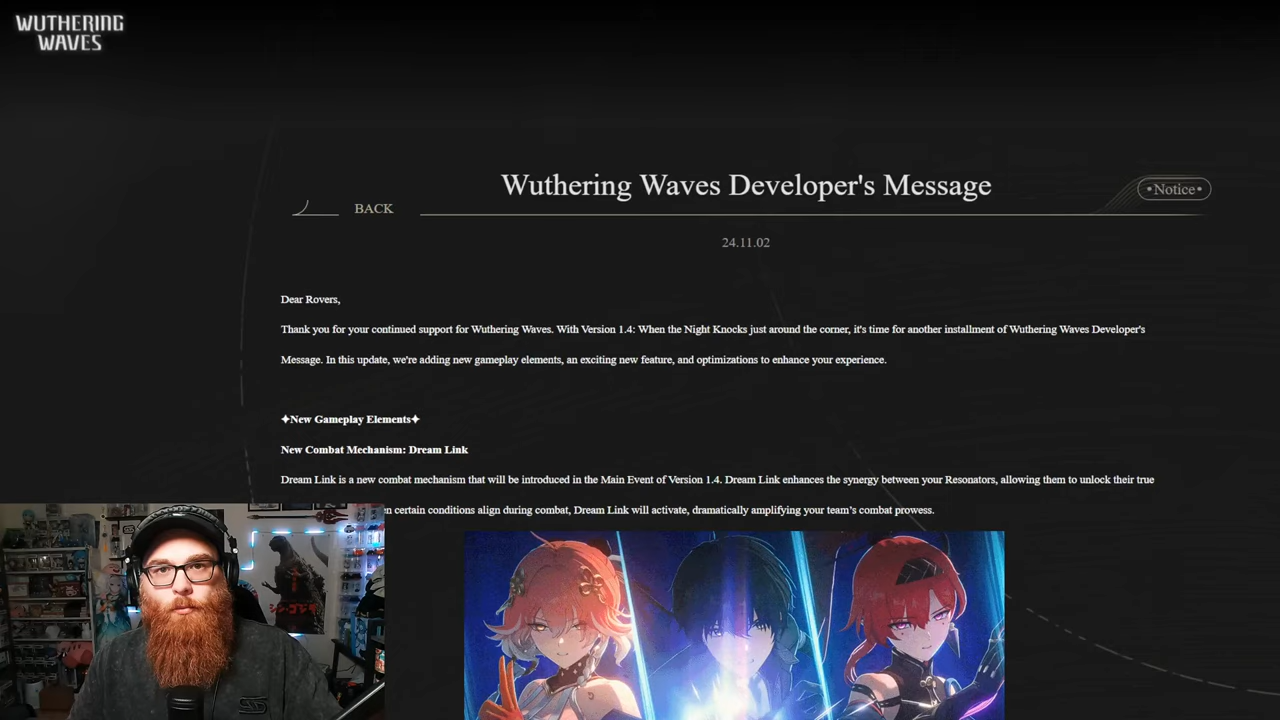 WUTHERING
WAVES
Wuthering Waves Developer's Message
•Notice•
BACK
24.11.02
Dear Rovers,
Thank you for your continued support for Wuthering Waves. With Version 1.4: When the Night Knocks just around the corner, it's time for another installment of Wuthering Waves Developer's
Message. In this update, we're adding new gameplay elements, an exciting new feature, and optimizations to enhance your experience.
✦New Gameplay Elements✦
New Combat Mechanism: Dream Link
Dream Link is a new combat mechanism that will be introduced in the Main Event of Version 1.4. Dream Link enhances the synergy between your Resonators, allowing them to unlock their true
certain conditions align during combat, Dream Link will activate, dramatically amplifying your team's combat prowess.
シン・ゴジラ